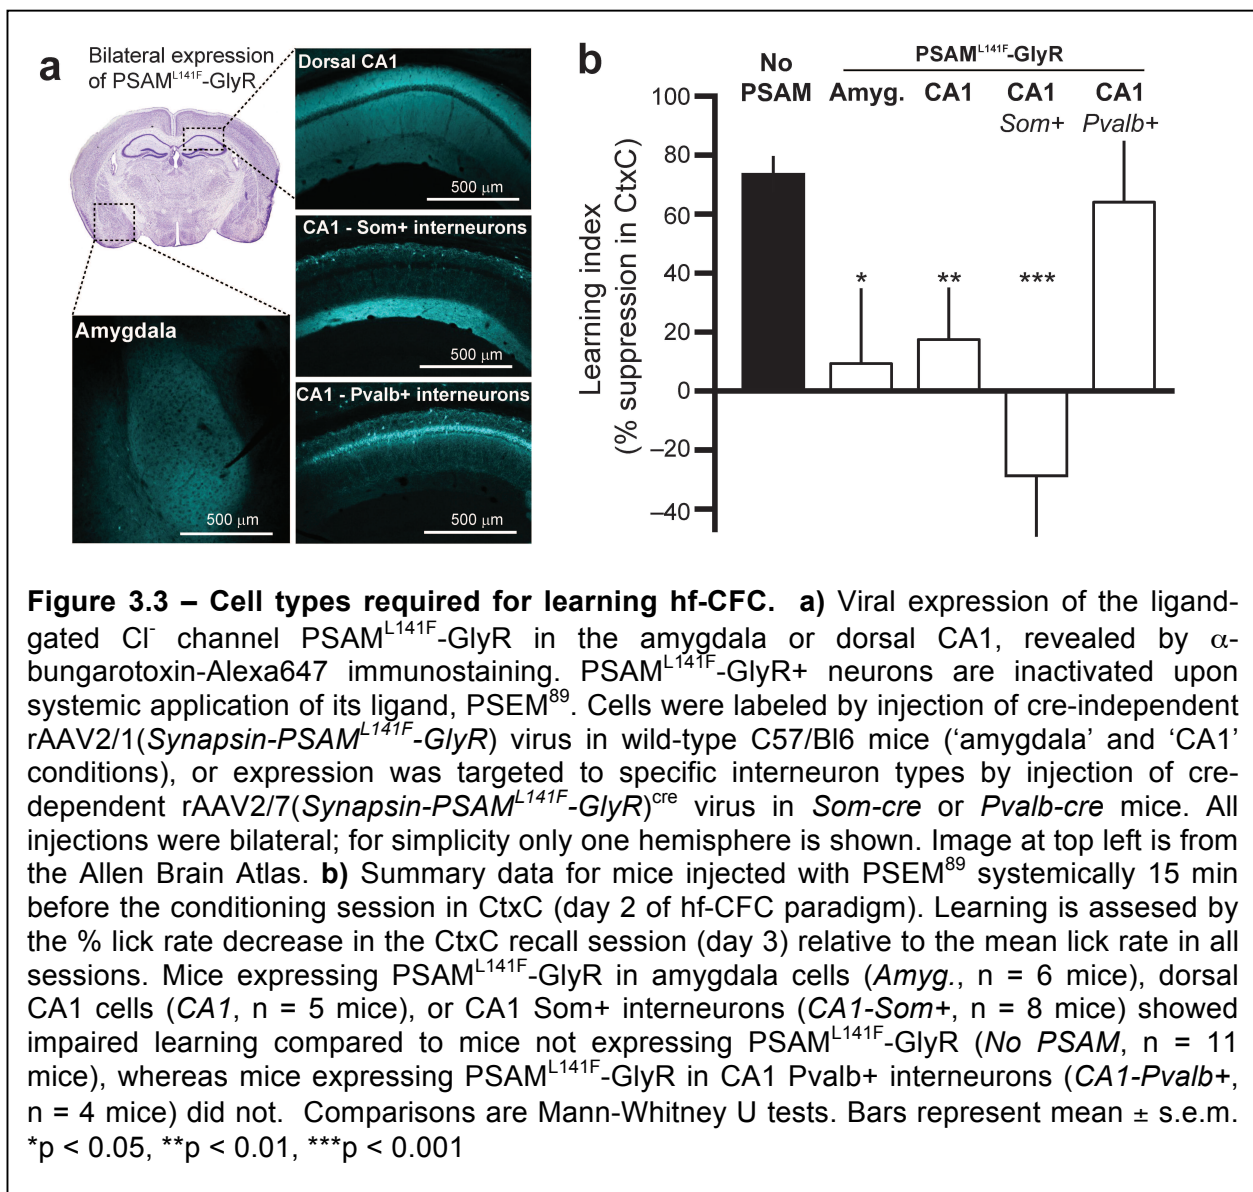 a
Bilateral expression
of PSAM^L141F-GlyR
Dorsal CA1
500 µm
CA1 - Som+ interneurons
500 µm
Amygdala
500 µm
CA1 - Pvalb+ interneurons
500 µm
b
No
PSAM
PSAM^L141F-GlyR
Amyg.
CA1
CA1
Som+
CA1
Pvalb+
Learning index
(% suppression in CtxC)
100
80
60
40
20
0
–20
–40
*
**
***
Figure 3.3 – Cell types required for learning hf-CFC. a) Viral expression of the ligand-
gated Cl⁻ channel PSAM^L141F-GlyR in the amygdala or dorsal CA1, revealed by α-
bungarotoxin-Alexa647 immunostaining. PSAM^L141F-GlyR+ neurons are inactivated upon
systemic application of its ligand, PSEM⁸⁹. Cells were labeled by injection of cre-independent
rAAV2/1(Synapsin-PSAM^L141F-GlyR) virus in wild-type C57/Bl6 mice (‘amygdala’ and ‘CA1’
conditions), or expression was targeted to specific interneuron types by injection of cre-
dependent rAAV2/7(Synapsin-PSAM^L141F-GlyR)^cre virus in Som-cre or Pvalb-cre mice. All
injections were bilateral; for simplicity only one hemisphere is shown. Image at top left is from
the Allen Brain Atlas. b) Summary data for mice injected with PSEM⁸⁹ systemically 15 min
before the conditioning session in CtxC (day 2 of hf-CFC paradigm). Learning is assesed by
the % lick rate decrease in the CtxC recall session (day 3) relative to the mean lick rate in all
sessions. Mice expressing PSAM^L141F-GlyR in amygdala cells (Amyg., n = 6 mice), dorsal
CA1 cells (CA1, n = 5 mice), or CA1 Som+ interneurons (CA1-Som+, n = 8 mice) showed
impaired learning compared to mice not expressing PSAM^L141F-GlyR (No PSAM, n = 11
mice), whereas mice expressing PSAM^L141F-GlyR in CA1 Pvalb+ interneurons (CA1-Pvalb+,
n = 4 mice) did not. Comparisons are Mann-Whitney U tests. Bars represent mean ± s.e.m.
*p < 0.05, **p < 0.01, ***p < 0.001